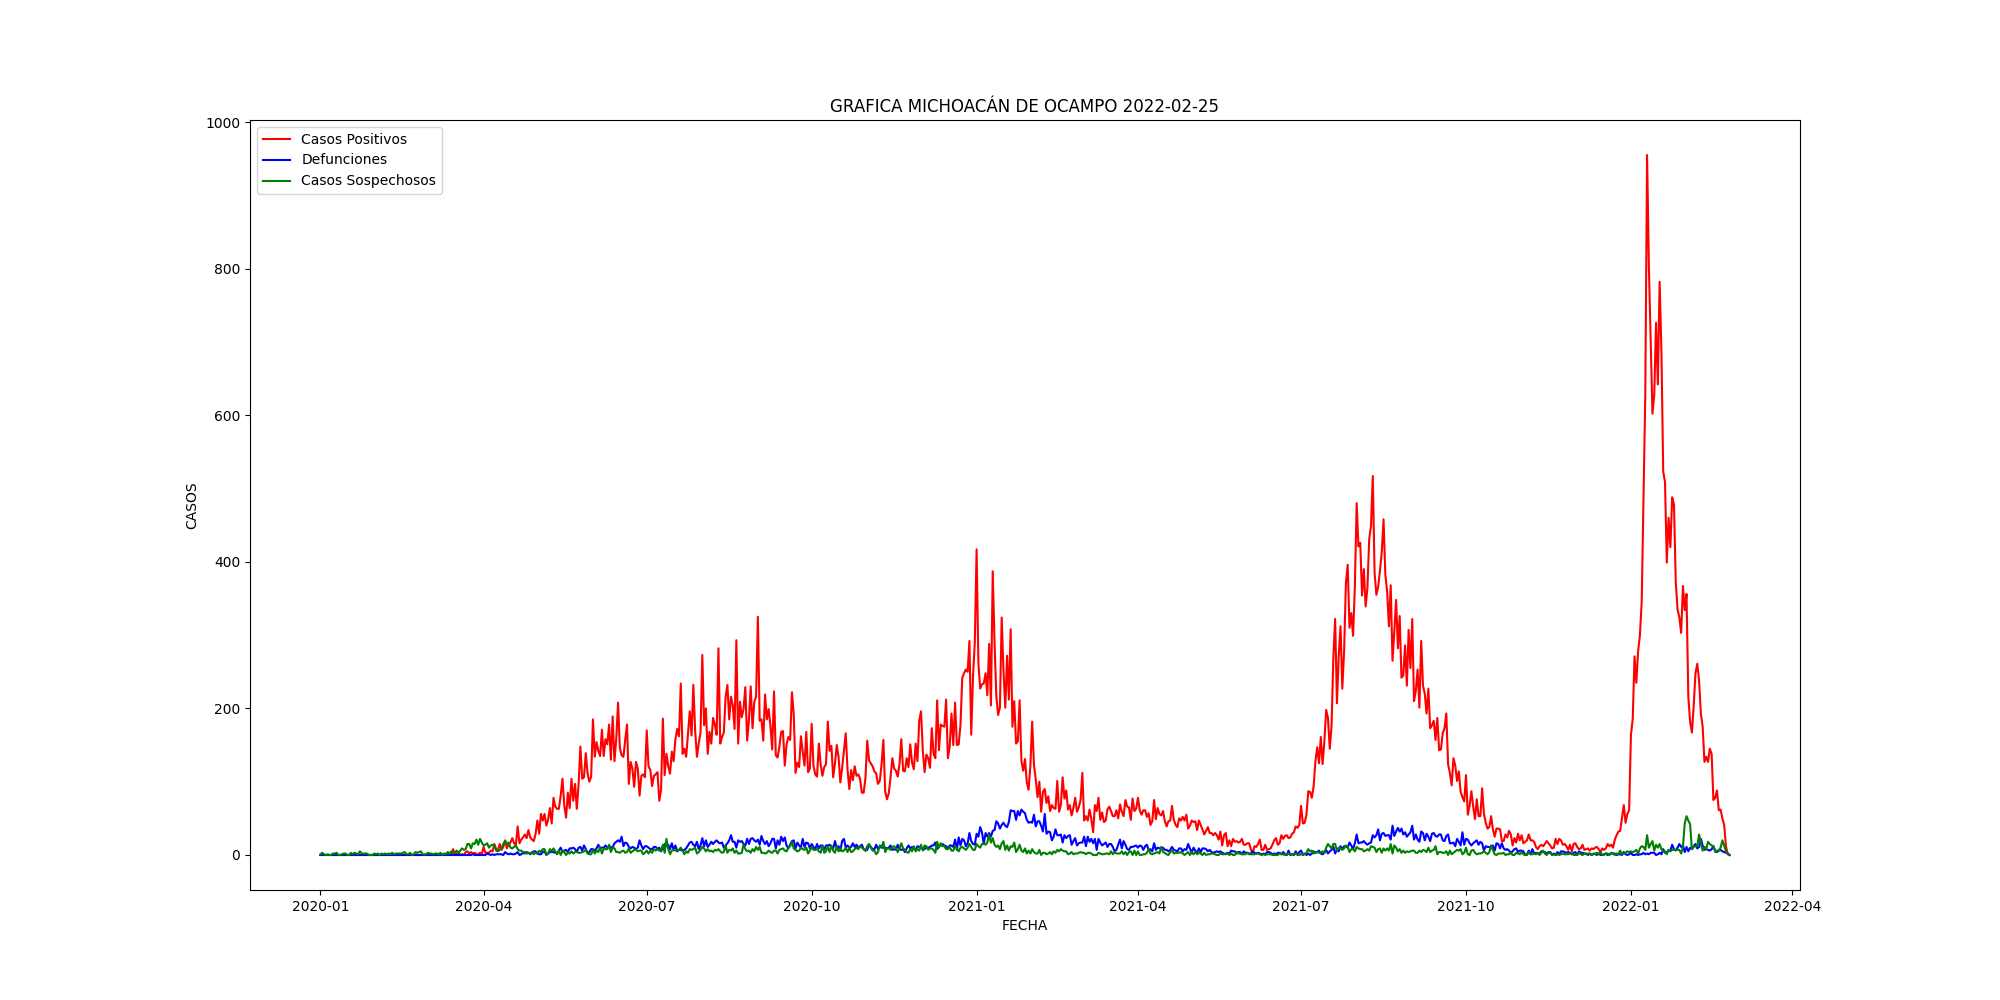 GRAFICA MICHOACÁN DE OCAMPO 2022-02-25
Casos Positivos
Defunciones
Casos Sospechosos
1000
800
600
400
200
0
CASOS
2020-01
2020-04
2020-07
2020-10
2021-01
2021-04
2021-07
2021-10
2022-01
2022-04
FECHA